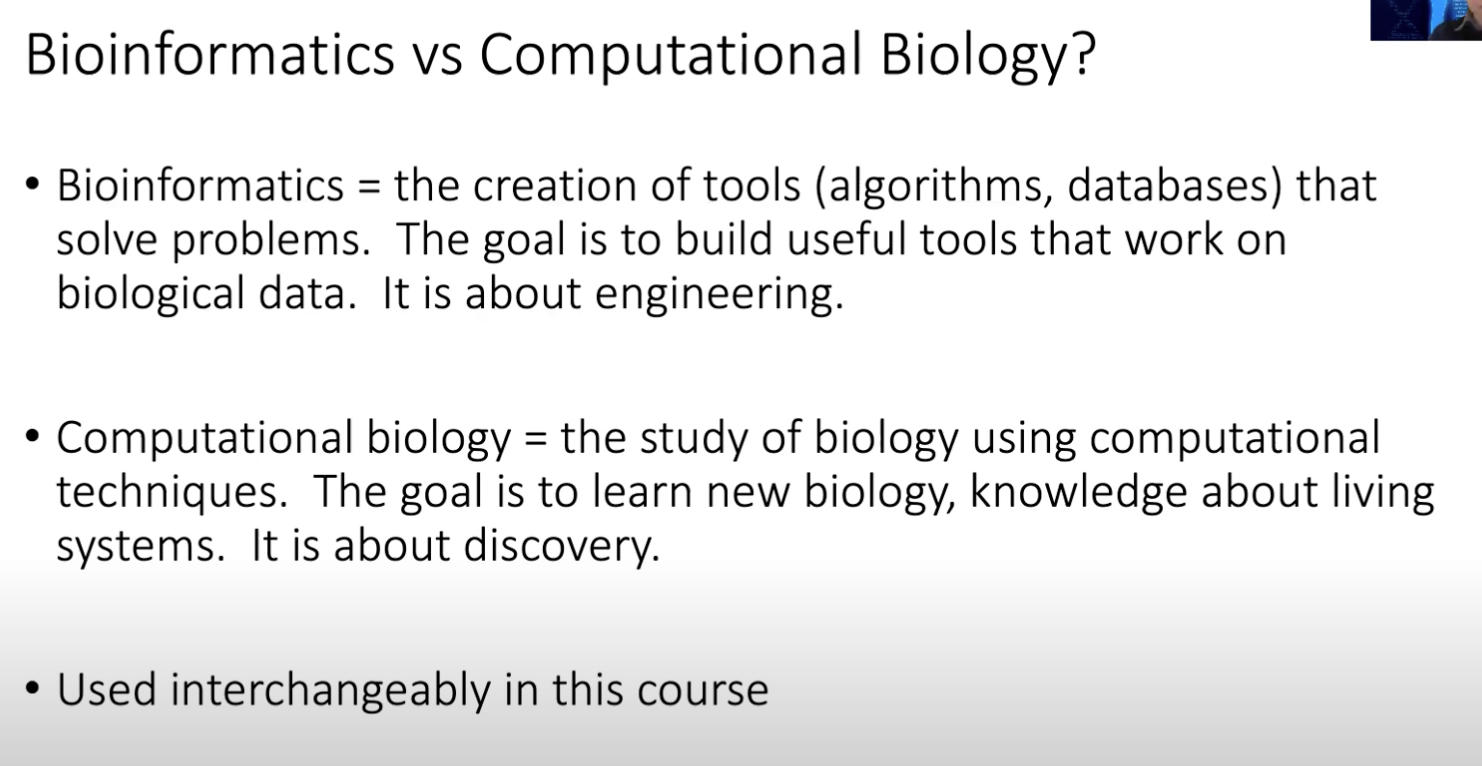 Bioinformatics vs Computational Biology?
• Bioinformatics = the creation of tools (algorithms, databases) that
solve problems.  The goal is to build useful tools that work on
biological data.  It is about engineering.
• Computational biology = the study of biology using computational
techniques.  The goal is to learn new biology, knowledge about living
systems.  It is about discovery.
• Used interchangeably in this course